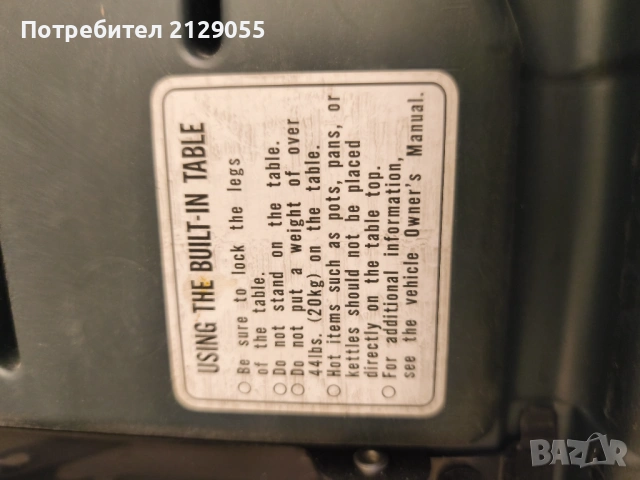 Потребител 2129055
USING THE BUILT-IN TABLE
○ Be sure to lock the legs
of the table.
○ Do not stand on the table.
○ Do not put a weight of over
44lbs. (20kg) on the table.
○ Hot items such as pots, pans, or
kettles should not be placed
directly on the table top.
○ For additional information,
see the vehicle Owner's Manual.
BAZAR